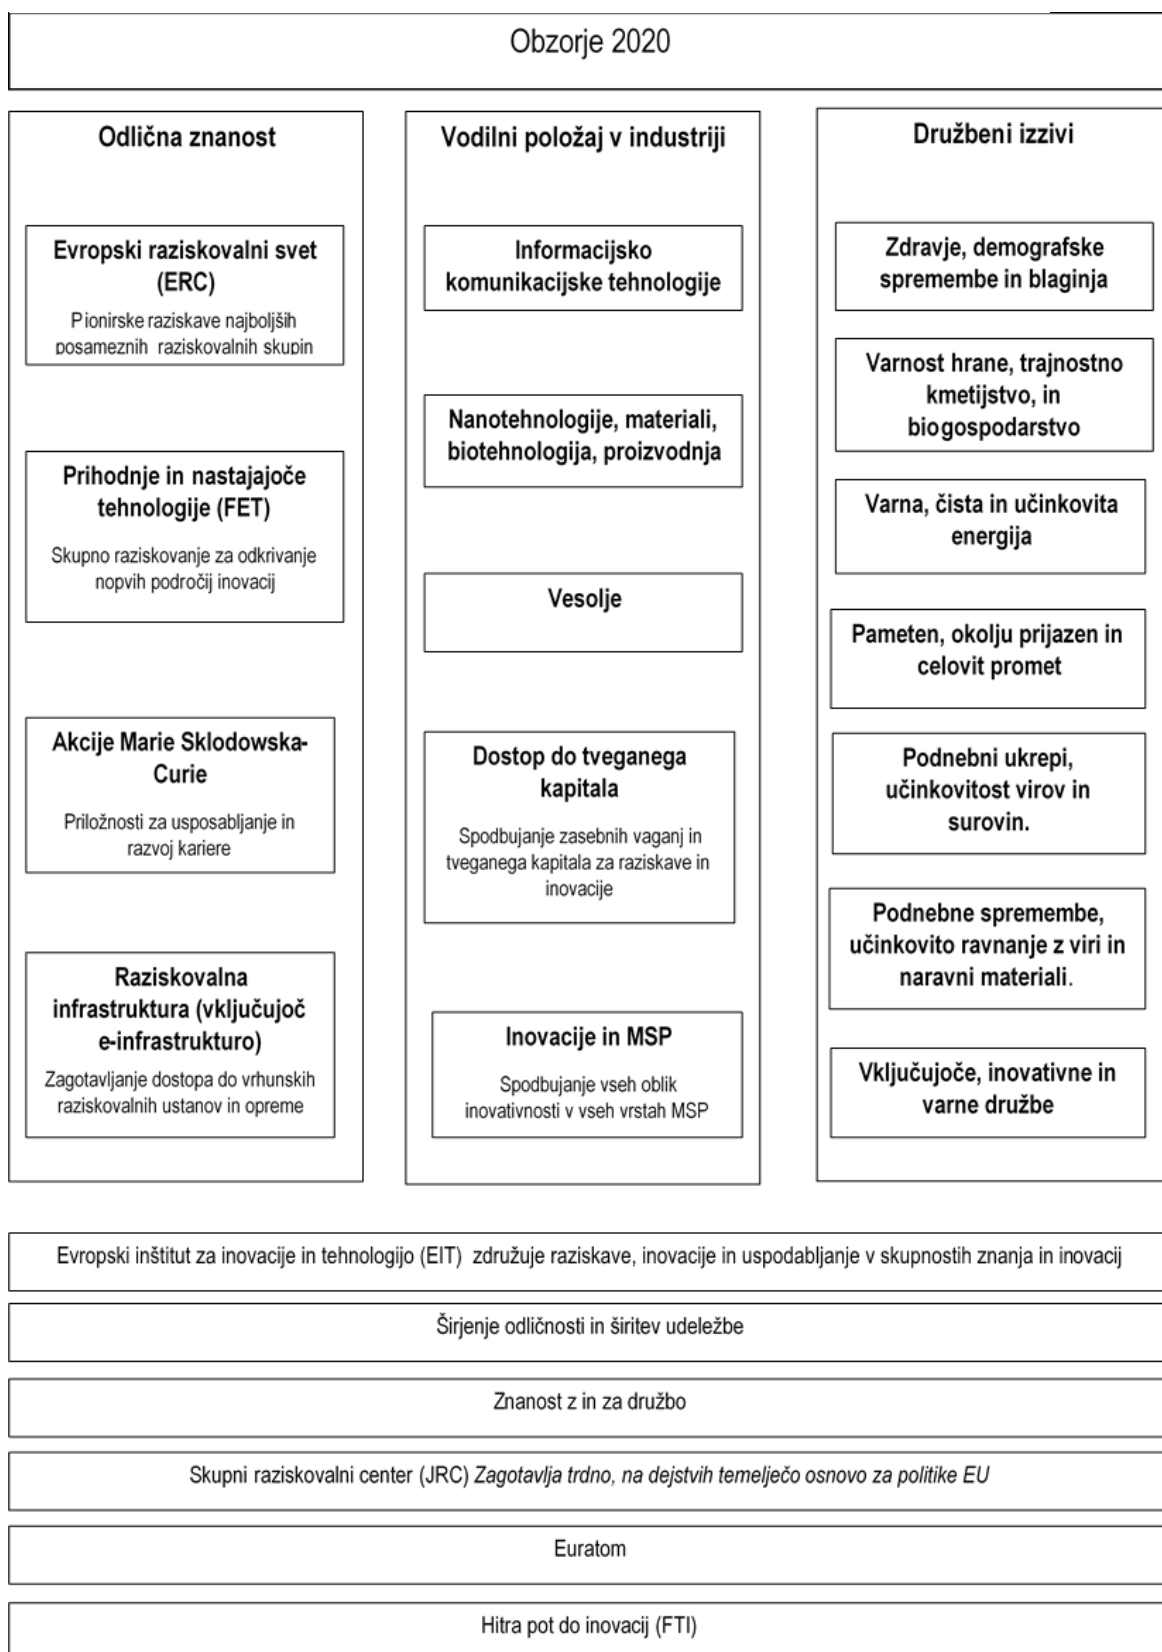 Obzorje 2020
Odlična znanost
Evropski raziskovalni svet
(ERC)
Pionirske raziskave najboljših
posameznih raziskovalnih skupin
Prihodnje in nastajajoče
tehnologije (FET)
Skupno raziskovanje za odkrivanje
nopvih področij inovacij
Akcije Marie Sklodowska-
Curie
Priložnosti za usposabljanje in
razvoj kariere
Raziskovalna
infrastruktura (vključujoč
e-infrastrukturo)
Zagotavljanje dostopa do vrhunskih
raziskovalnih ustanov in opreme
Vodilni položaj v industriji
Informacijsko
komunikacijske tehnologije
Nanotehnologije, materiali,
biotehnologija, proizvodnja
Vesolje
Dostop do tveganega
kapitala
Spodbujanje zasebnih vaganj in
tveganega kapitala za raziskave in
inovacije
Inovacije in MSP
Spodbujanje vseh oblik
inovativnosti v vseh vrstah MSP
Družbeni izzivi
Zdravje, demografske
spremembe in blaginja
Varnost hrane, trajnostno
kmetijstvo, in
biogospodarstvo
Varna, čista in učinkovita
energija
Pameten, okolju prijazen in
celovit promet
Podnebni ukrepi,
učinkovitost virov in
surovin.
Podnebne spremembe,
učinkovito ravnanje z viri in
naravni materiali.
Vključujoče, inovativne in
varne družbe
Evropski inštitut za inovacije in tehnologijo (EIT) združuje raziskave, inovacije in uspodabljanje v skupnostih znanja in inovacij
Širjenje odličnosti in širitev udeležbe
Znanost z in za družbo
Skupni raziskovalni center (JRC) Zagotavlja trdno, na dejstvih temelječo osnovo za politike EU
Euratom
Hitra pot do inovacij (FTI)